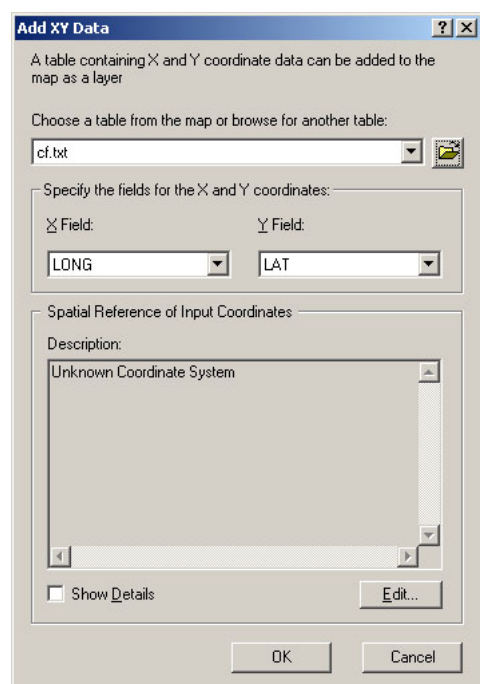 Add XY Data
A table containing X and Y coordinate data can be added to the
map as a layer
Choose a table from the map or browse for another table:
cf.txt
Specify the fields for the X and Y coordinates:
X Field: Y Field:
LONG LAT
Spatial Reference of Input Coordinates
Description:
Unknown Coordinate System
Show Details Edit...
OK Cancel